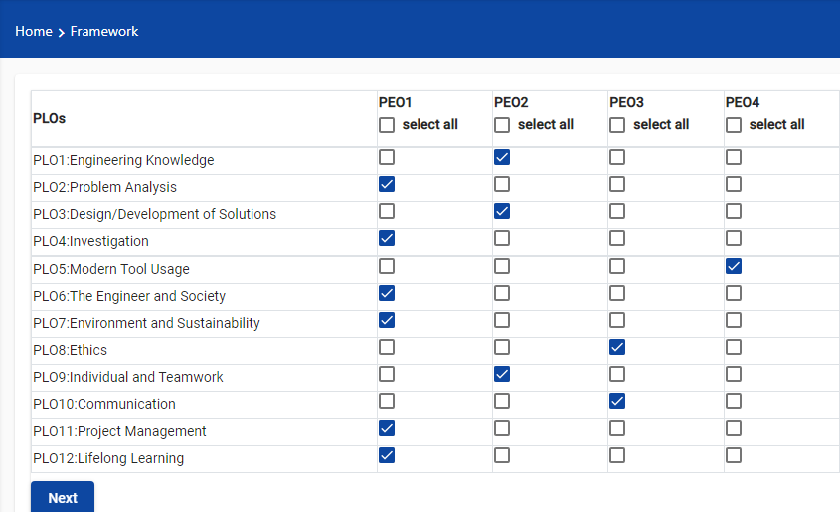 Home > Framework
PLOs PEO1 PEO2 PEO3 PEO4
select all select all select all select all
PLO1:Engineering Knowledge
PLO2:Problem Analysis
PLO3:Design/Development of Solutions
PLO4:Investigation
PLO5:Modern Tool Usage
PLO6:The Engineer and Society
PLO7:Environment and Sustainability
PLO8:Ethics
PLO9:Individual and Teamwork
PLO10:Communication
PLO11:Project Management
PLO12:Lifelong Learning
Next